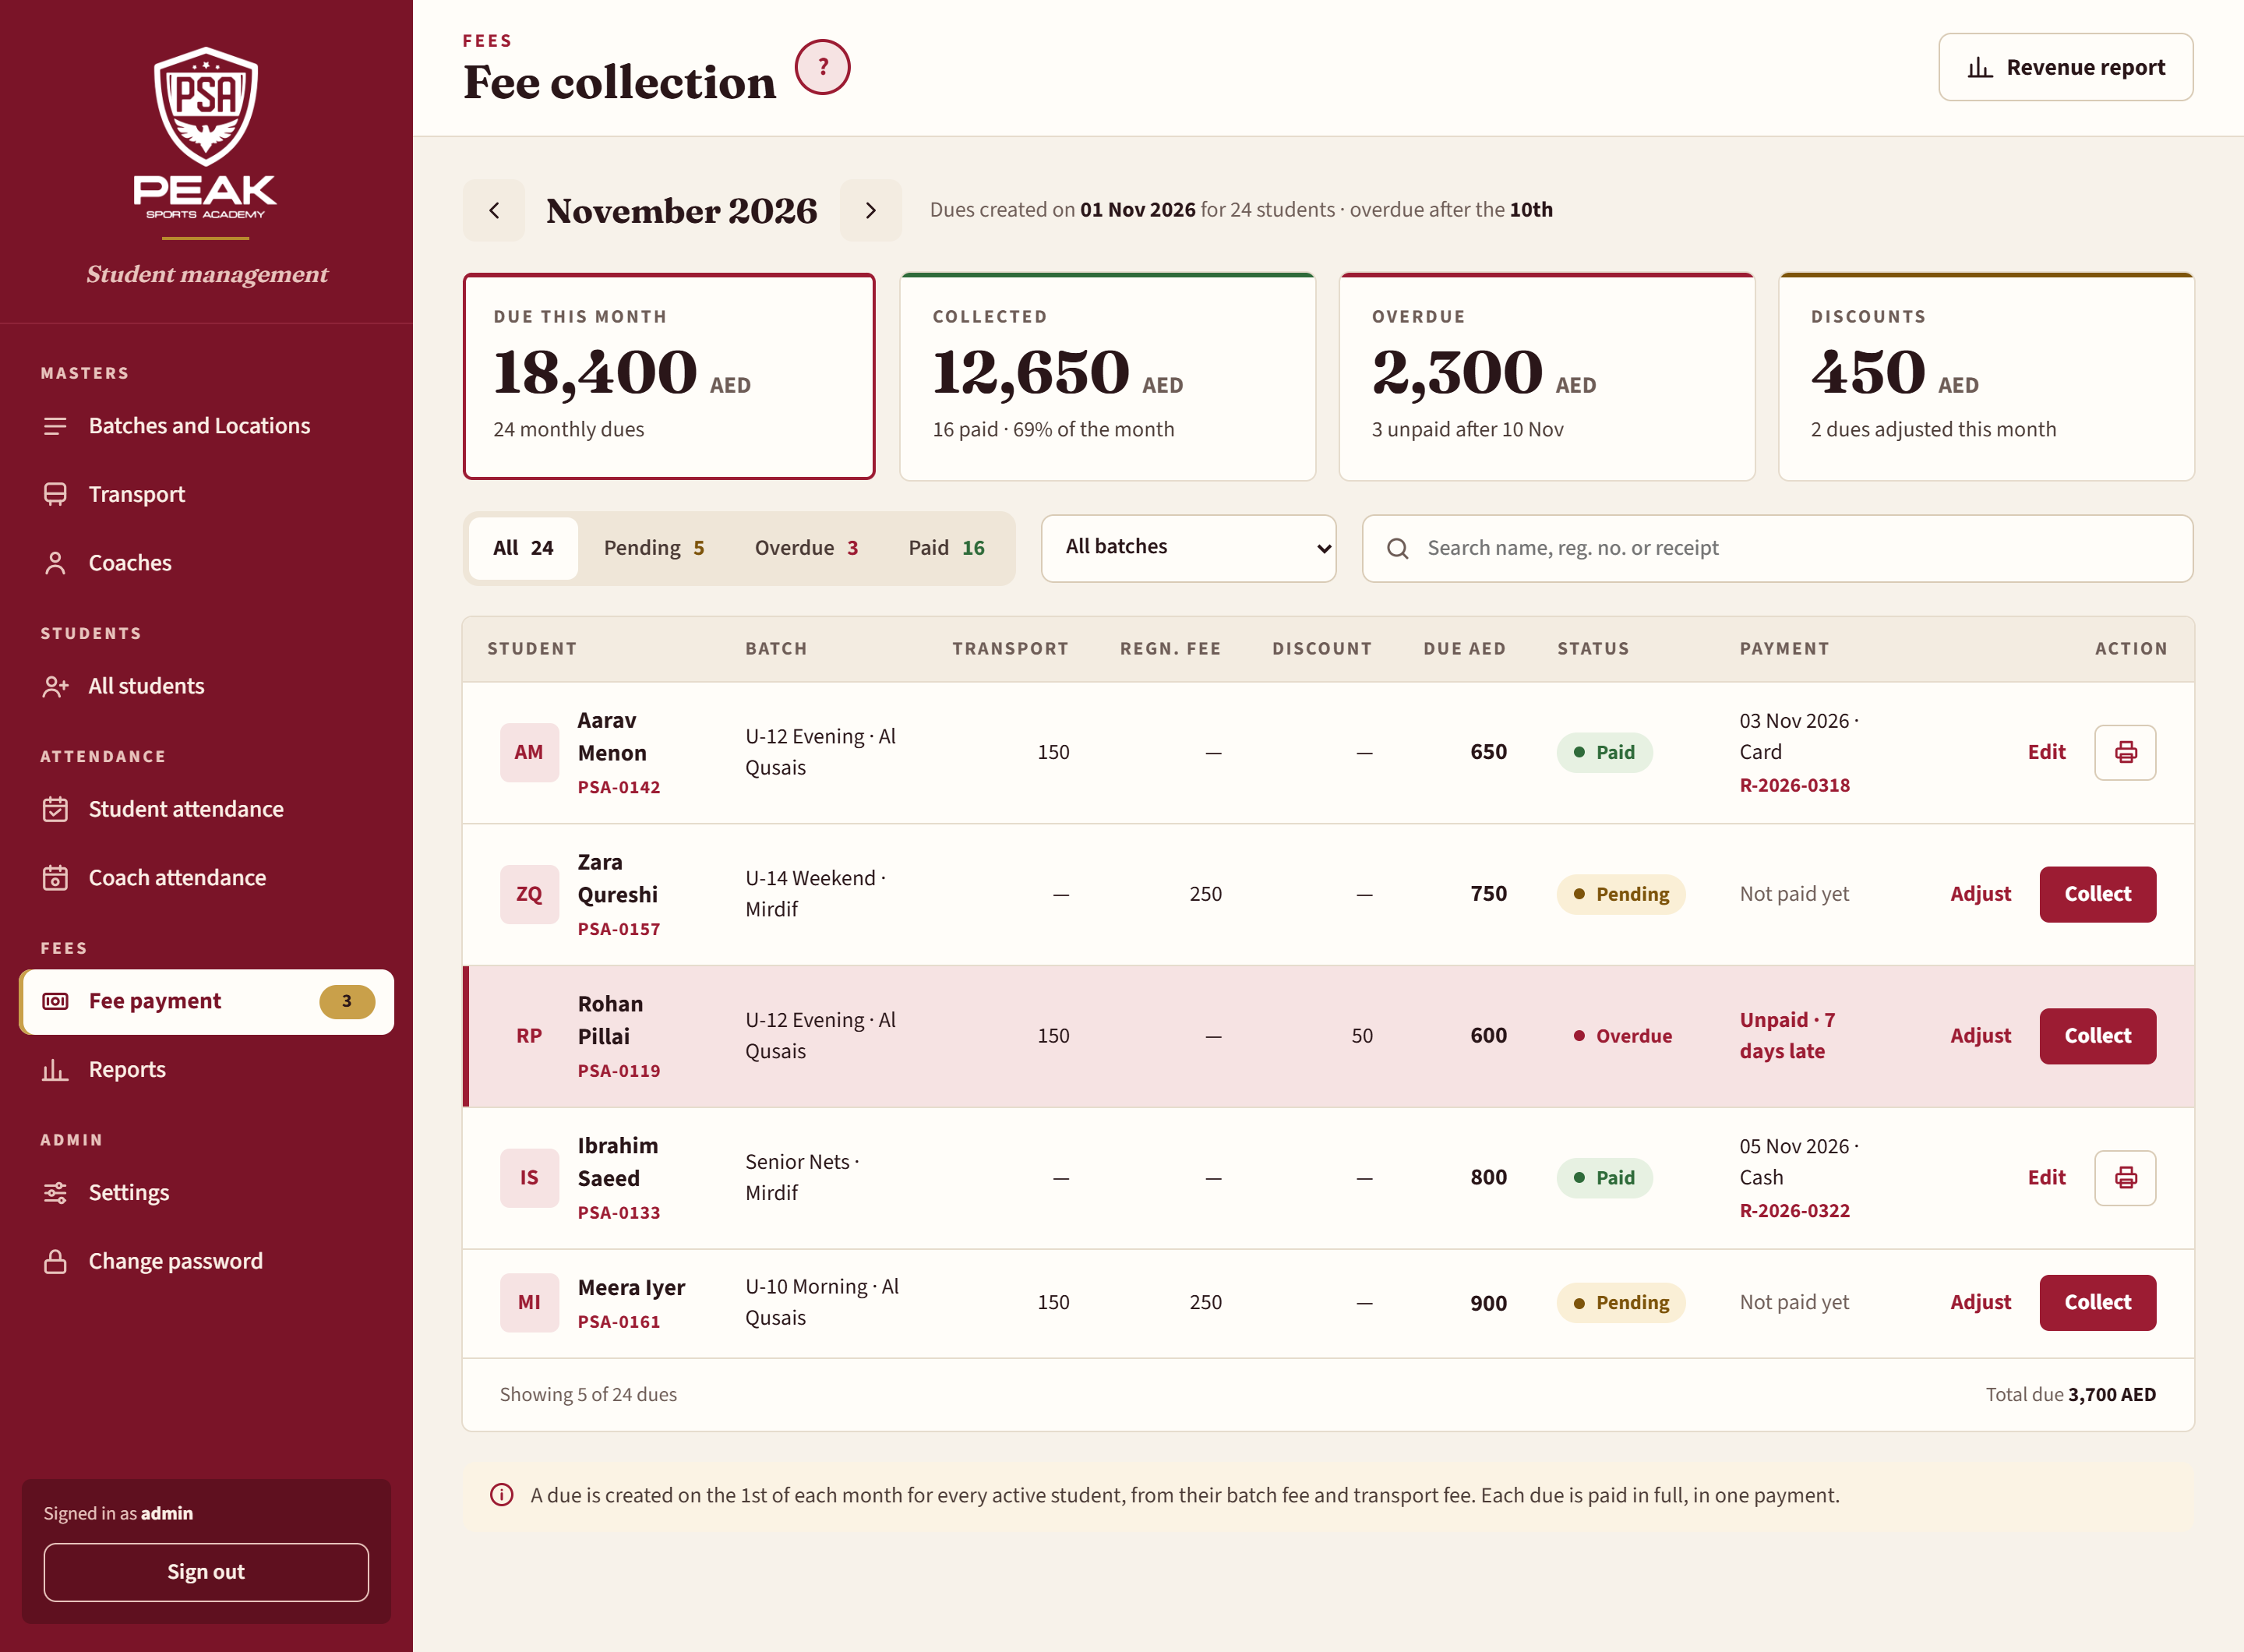 PSA
PEAK
SPORTS ACADEMY
Student management
MASTERS
Batches and Locations
Transport
Coaches
STUDENTS
All students
ATTENDANCE
Student attendance
Coach attendance
FEES
Fee payment 3
Reports
ADMIN
Settings
Change password
Signed in as admin
Sign out
FEES
Fee collection ?
Revenue report
November 2026
Dues created on 01 Nov 2026 for 24 students · overdue after the 10th
DUE THIS MONTH
18,400 AED
24 monthly dues
COLLECTED
12,650 AED
16 paid · 69% of the month
OVERDUE
2,300 AED
3 unpaid after 10 Nov
DISCOUNTS
450 AED
2 dues adjusted this month
All 24 Pending 5 Overdue 3 Paid 16
All batches
Search name, reg. no. or receipt
STUDENT BATCH TRANSPORT REGN. FEE DISCOUNT DUE AED STATUS PAYMENT ACTION
AM
Aarav
Menon
PSA-0142
U-12 Evening · Al
Qusais
150 — — 650 Paid
03 Nov 2026 ·
Card
R-2026-0318
Edit
ZQ
Zara
Qureshi
PSA-0157
U-14 Weekend ·
Mirdif
— 250 — 750 Pending
Not paid yet
Adjust Collect
RP
Rohan
Pillai
PSA-0119
U-12 Evening · Al
Qusais
150 — 50 600 Overdue
Unpaid · 7
days late
Adjust Collect
IS
Ibrahim
Saeed
PSA-0133
Senior Nets ·
Mirdif
— — — 800 Paid
05 Nov 2026 ·
Cash
R-2026-0322
Edit
MI
Meera Iyer
PSA-0161
U-10 Morning · Al
Qusais
150 250 — 900 Pending
Not paid yet
Adjust Collect
Showing 5 of 24 dues
Total due 3,700 AED
A due is created on the 1st of each month for every active student, from their batch fee and transport fee. Each due is paid in full, in one payment.